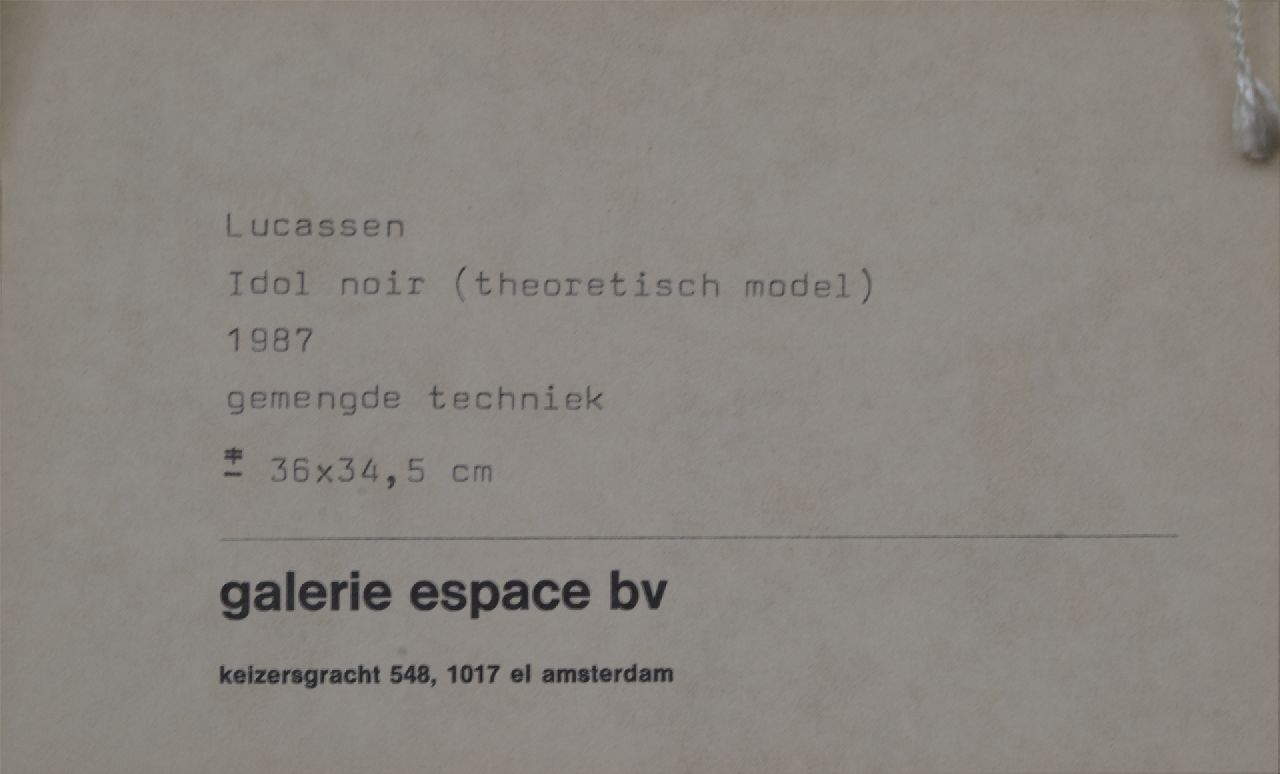 Lucassen
Idol noir (theoretisch model)
1987
gemengde techniek
± 36x34,5 cm
galerie espace bv
keizersgracht 548, 1017 el amsterdam